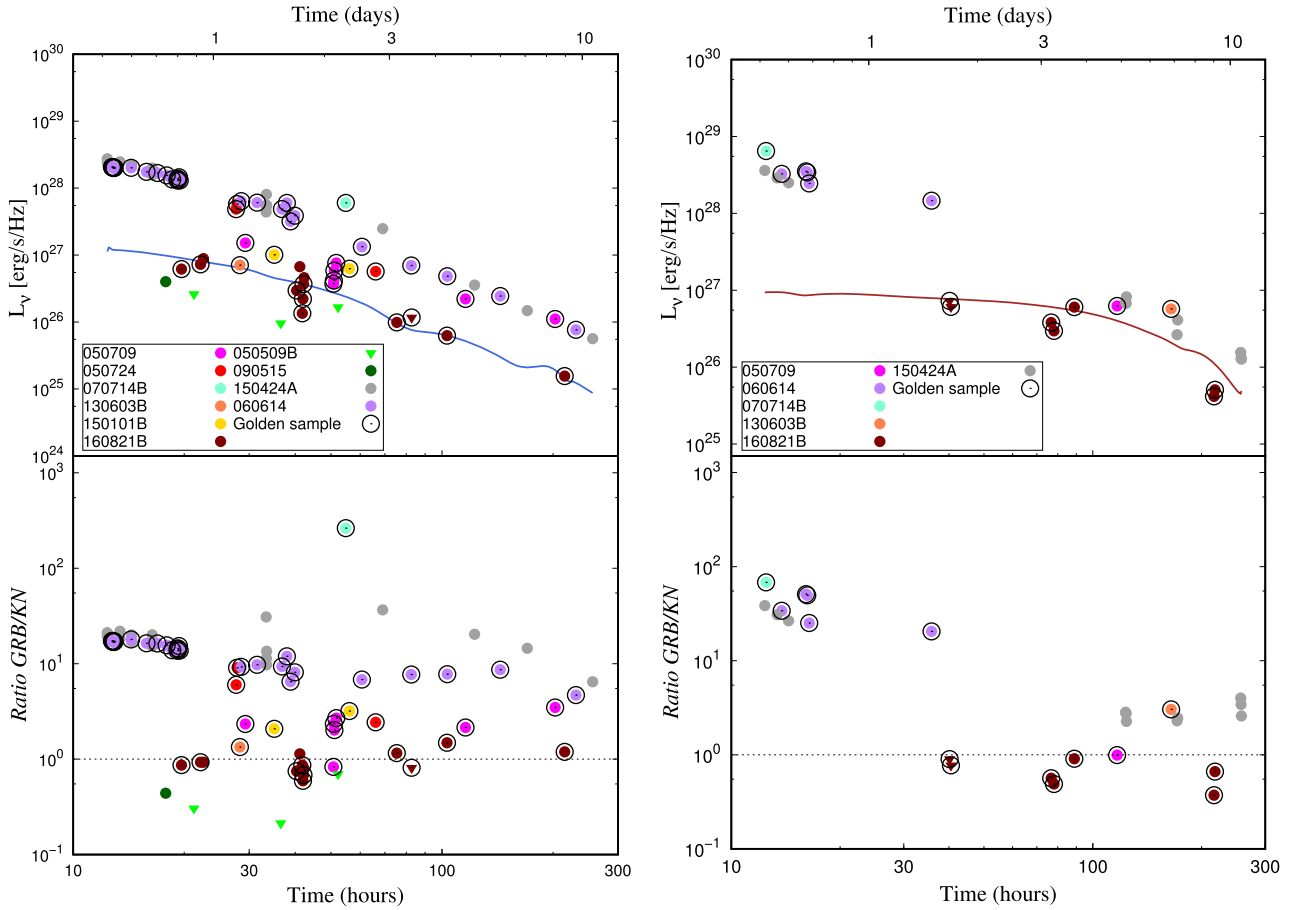 Time (days)
1
3
10
10^30
10^29
10^28
10^27
10^26
10^25
10^24
L_ν [erg/s/Hz]
050709
050509B
050724
090515
070714B
150424A
130603B
060614
150101B
Golden sample
160821B
10^3
10^2
10^1
10^0
10^-1
Ratio GRB/KN
10
30
100
300
Time (hours)
Time (days)
1
3
10
10^30
10^29
10^28
10^27
10^26
10^25
L_ν [erg/s/Hz]
050709
150424A
060614
Golden sample
070714B
130603B
160821B
10^3
10^2
10^1
10^0
10^-1
Ratio GRB/KN
10
30
100
300
Time (hours)